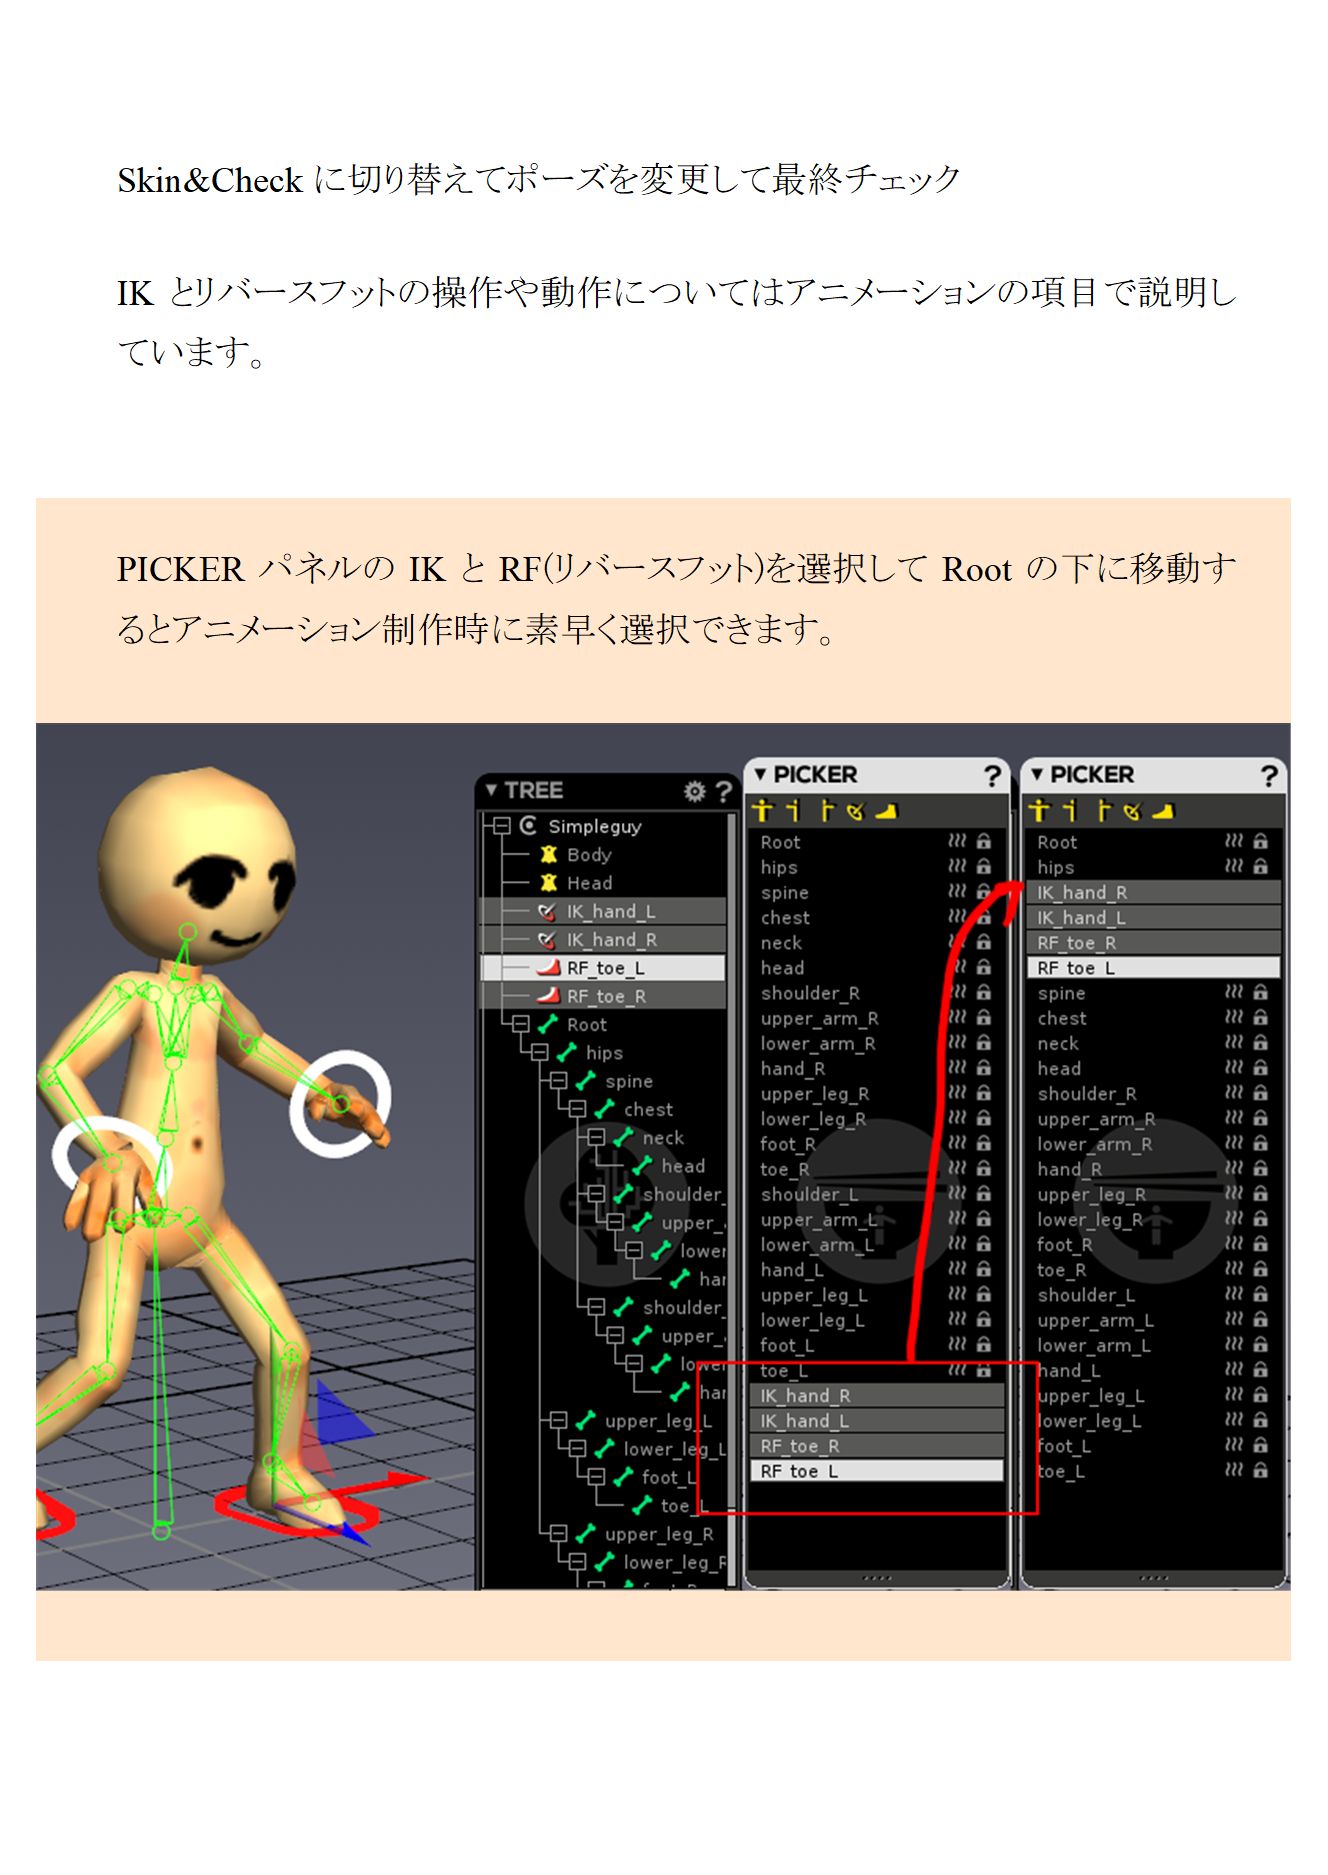 Skin&Check に切り替えてポーズを変更して最終チェック
IK とリバースフットの操作や動作についてはアニメーションの項目で説明し
ています。
PICKER パネルの IK と RF(リバースフット)を選択して Root の下に移動す
るとアニメーション制作時に素早く選択できます。
▼ TREE ?
Simpleguy
Body
Head
IK_hand_L
IK_hand_R
RF_toe_L
RF_toe_R
Root
hips
spine
chest
neck
head
shoulder_
upper_
lower
har
shoulder_
upper_
lower
har
upper_leg_L
lower_leg_L
foot_L
toe_L
upper_leg_R
lower_leg_R
▼ PICKER ?
Root
hips
spine
chest
neck
head
shoulder_R
upper_arm_R
lower_arm_R
hand_R
upper_leg_R
lower_leg_R
foot_R
toe_R
shoulder_L
upper_arm_L
lower_arm_L
hand_L
upper_leg_L
lower_leg_L
foot_L
toe_L
IK_hand_R
IK_hand_L
RF_toe_R
RF_toe_L
▼ PICKER ?
Root
hips
IK_hand_R
IK_hand_L
RF_toe_R
RF_toe_L
spine
chest
neck
head
shoulder_R
upper_arm_R
lower_arm_R
hand_R
upper_leg_R
lower_leg_R
foot_R
toe_R
shoulder_L
upper_arm_L
lower_arm_L
hand_L
upper_leg_L
lower_leg_L
foot_L
toe_L